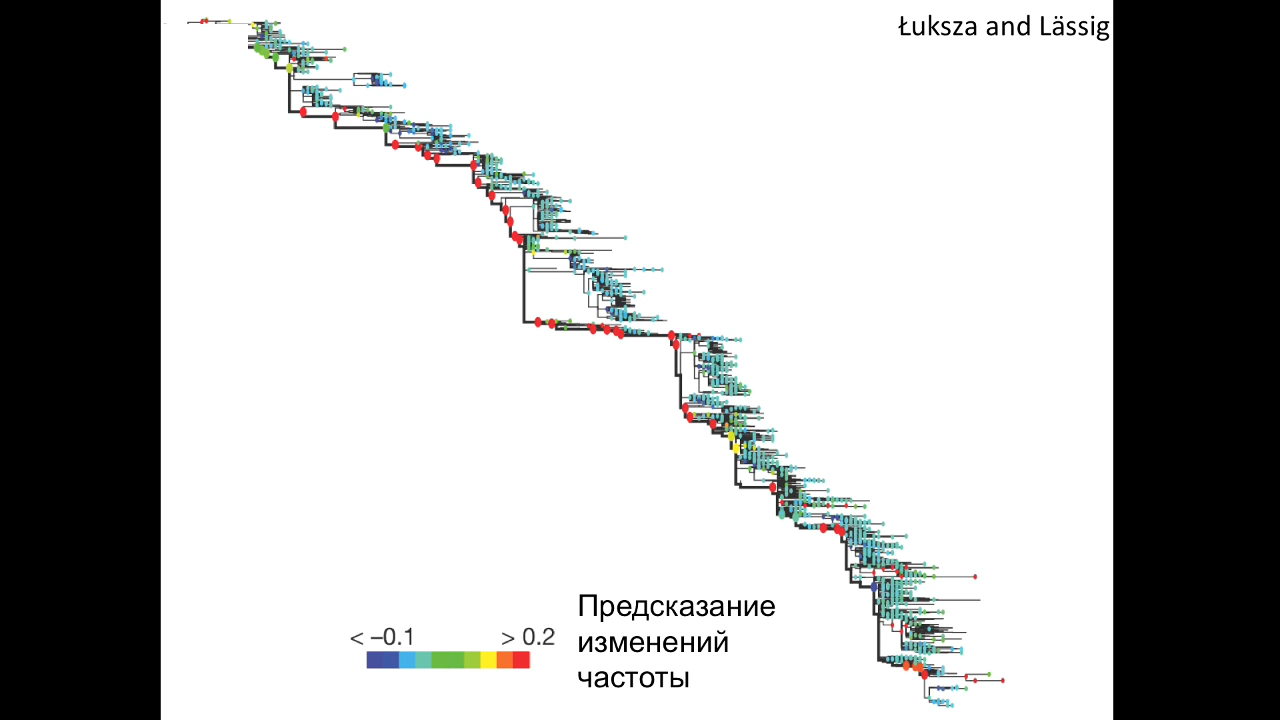 Łuksza and Lässig
< –0.1 > 0.2
Предсказание
изменений
частоты